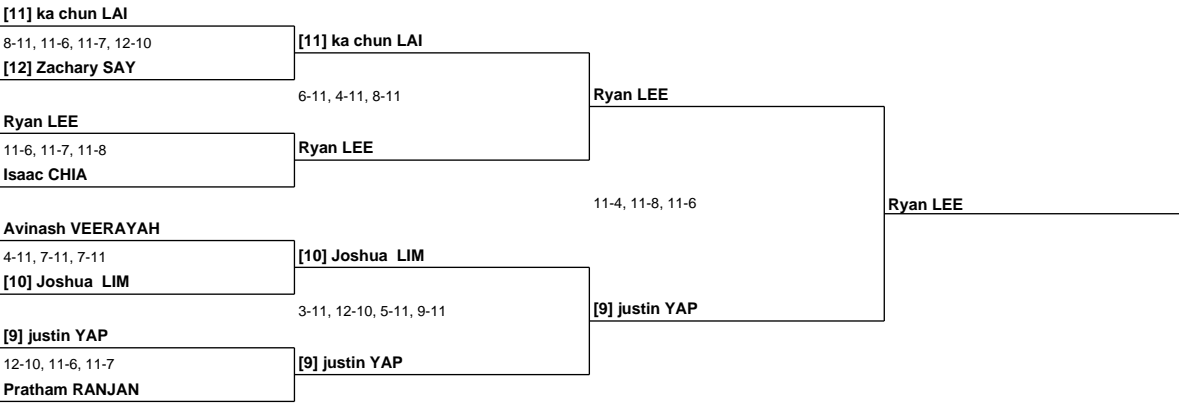 [11] ka chun LAI
8-11, 11-6, 11-7, 12-10
[12] Zachary SAY
Ryan LEE
11-6, 11-7, 11-8
Isaac CHIA
Avinash VEERAYAH
4-11, 7-11, 7-11
[10] Joshua  LIM
[9] justin YAP
12-10, 11-6, 11-7
Pratham RANJAN
[11] ka chun LAI
6-11, 4-11, 8-11
Ryan LEE
[10] Joshua  LIM
3-11, 12-10, 5-11, 9-11
[9] justin YAP
Ryan LEE
11-4, 11-8, 11-6
[9] justin YAP
Ryan LEE